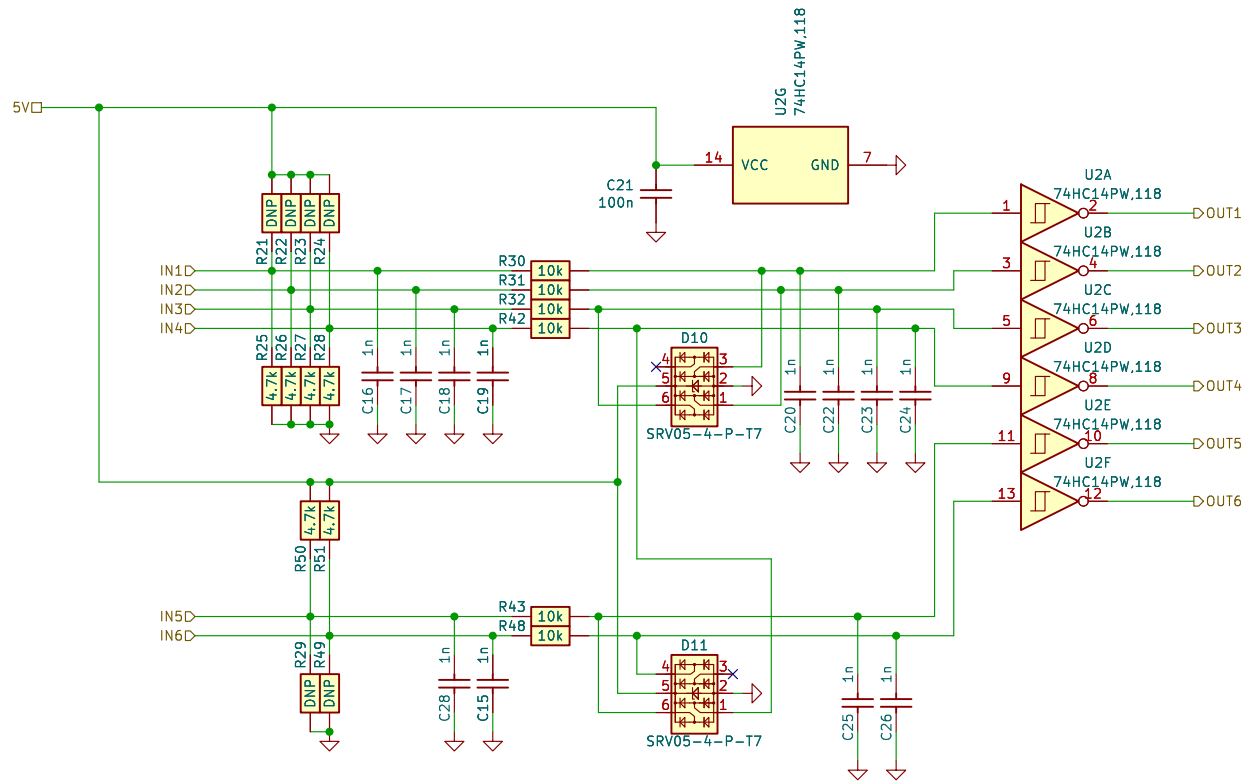 74HC14PW,118
U2G
5V
14
VCC
GND
7
C21
100n
U2A
74HC14PW,118
1
2
OUT1
U2B
74HC14PW,118
3
4
OUT2
U2C
74HC14PW,118
5
6
OUT3
U2D
74HC14PW,118
9
8
OUT4
U2E
74HC14PW,118
11
10
OUT5
U2F
74HC14PW,118
13
12
OUT6
DNP
DNP
DNP
DNP
R21
R22
R23
R24
IN1
IN2
IN3
IN4
R30
10k
R31
10k
R32
10k
R42
10k
R25
R26
R27
R28
4.7k
4.7k
4.7k
4.7k
1n
1n
1n
1n
C16
C17
C18
C19
D10
4
3
5
2
6
1
SRV05-4-P-T7
1n
1n
1n
1n
C20
C22
C23
C24
4.7k
4.7k
R50
R51
IN5
IN6
R43
10k
R48
10k
R29
R49
DNP
DNP
1n
1n
C28
C15
D11
4
3
5
2
6
1
SRV05-4-P-T7
1n
1n
C25
C26